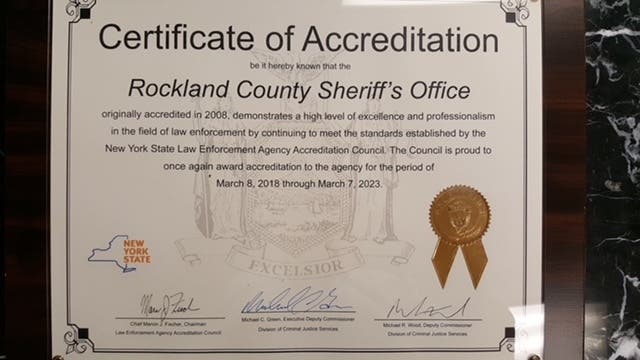 Certificate of Accreditation
be it hereby known that the
Rockland County Sheriff's Office
originally accredited in 2008, demonstrates a high level of excellence and professionalism
in the field of law enforcement by continuing to meet the standards established by the
New York State Law Enforcement Agency Accreditation Council. The Council is proud to
once again award accreditation to the agency for the period of
March 8, 2018 through March 7, 2023.
EXCELSIOR
NEW
YORK
STATE
Chief Marvin J. Fischer, Chairman
Law Enforcement Agency Accreditation Council
Michael C. Green, Executive Deputy Commissioner
Division of Criminal Justice Services
Michael R. Wood, Deputy Commissioner
Division of Criminal Justice Services